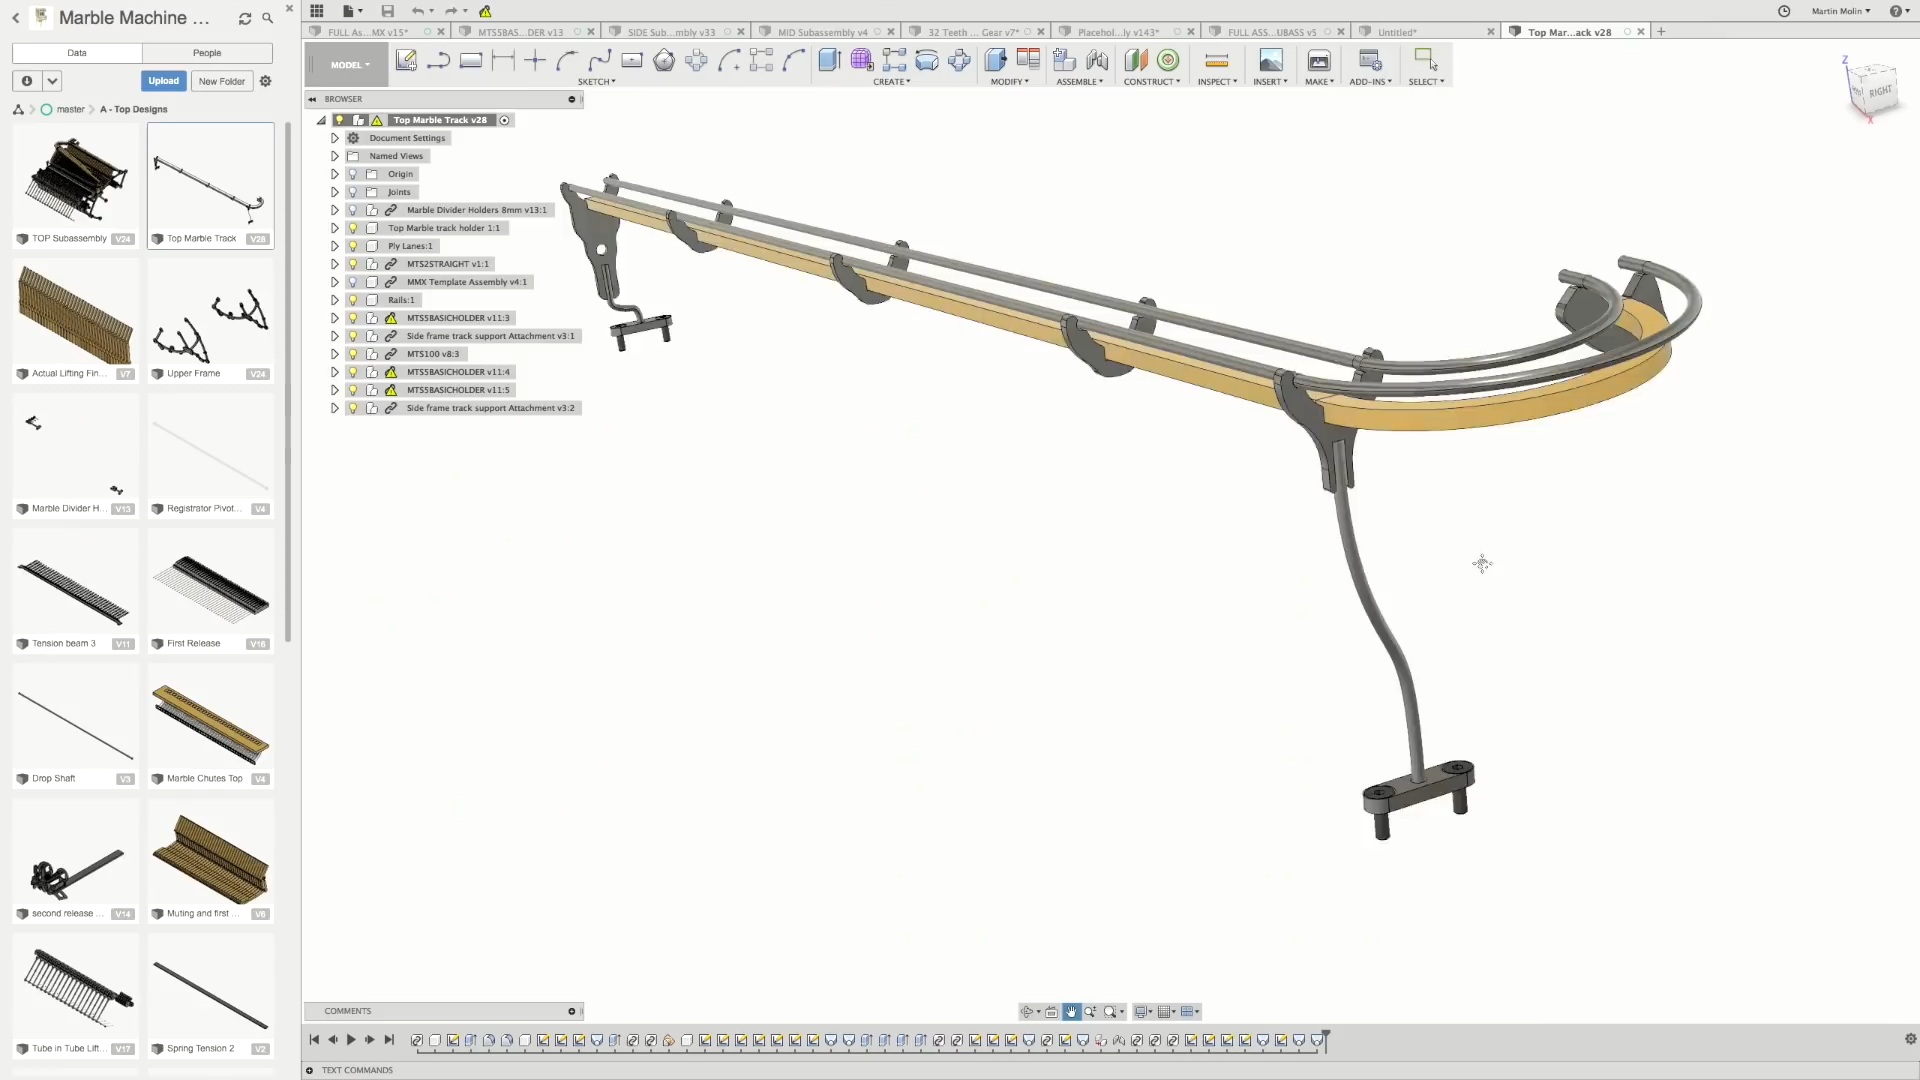 Marble Machine ...
Martin Molin
FULL As...MX v15*
MTS5BAS...DER v13
SIDE Sub...mbly v33
MID Subassembly v4
32 Teeth ... Gear v7*
Placehol...ly v143*
FULL ASS...UBASS v5
Untitled*
Top Mar...ack v28
Data
People
Upload
New Folder
master
A - Top Designs
MODEL
SKETCH
CREATE
MODIFY
ASSEMBLE
CONSTRUCT
INSPECT
INSERT
MAKE
ADD-INS
SELECT
Z
RIGHT
X
BROWSER
Top Marble Track v28
Document Settings
Named Views
Origin
Joints
Marble Divider Holders 8mm v13:1
Top Marble track holder 1:1
Ply Lanes:1
MTS2STRAIGHT v1:1
MMX Template Assembly v4:1
Rails:1
MTS5BASICHOLDER v11:3
Side frame track support Attachment v3:1
MTS100 v8:3
MTS5BASICHOLDER v11:4
MTS5BASICHOLDER v11:5
Side frame track support Attachment v3:2
TOP Subassembly V24
Top Marble Track V28
Actual Lifting Fin... V7
Upper Frame V24
Marble Divider H... V13
Registrator Pivot... V4
Tension beam 3 V11
First Release V16
Drop Shaft V3
Marble Chutes Top V4
second release ... V14
Muting and first ... V6
Tube in Tube Lift... V17
Spring Tension 2 V2
COMMENTS
TEXT COMMANDS